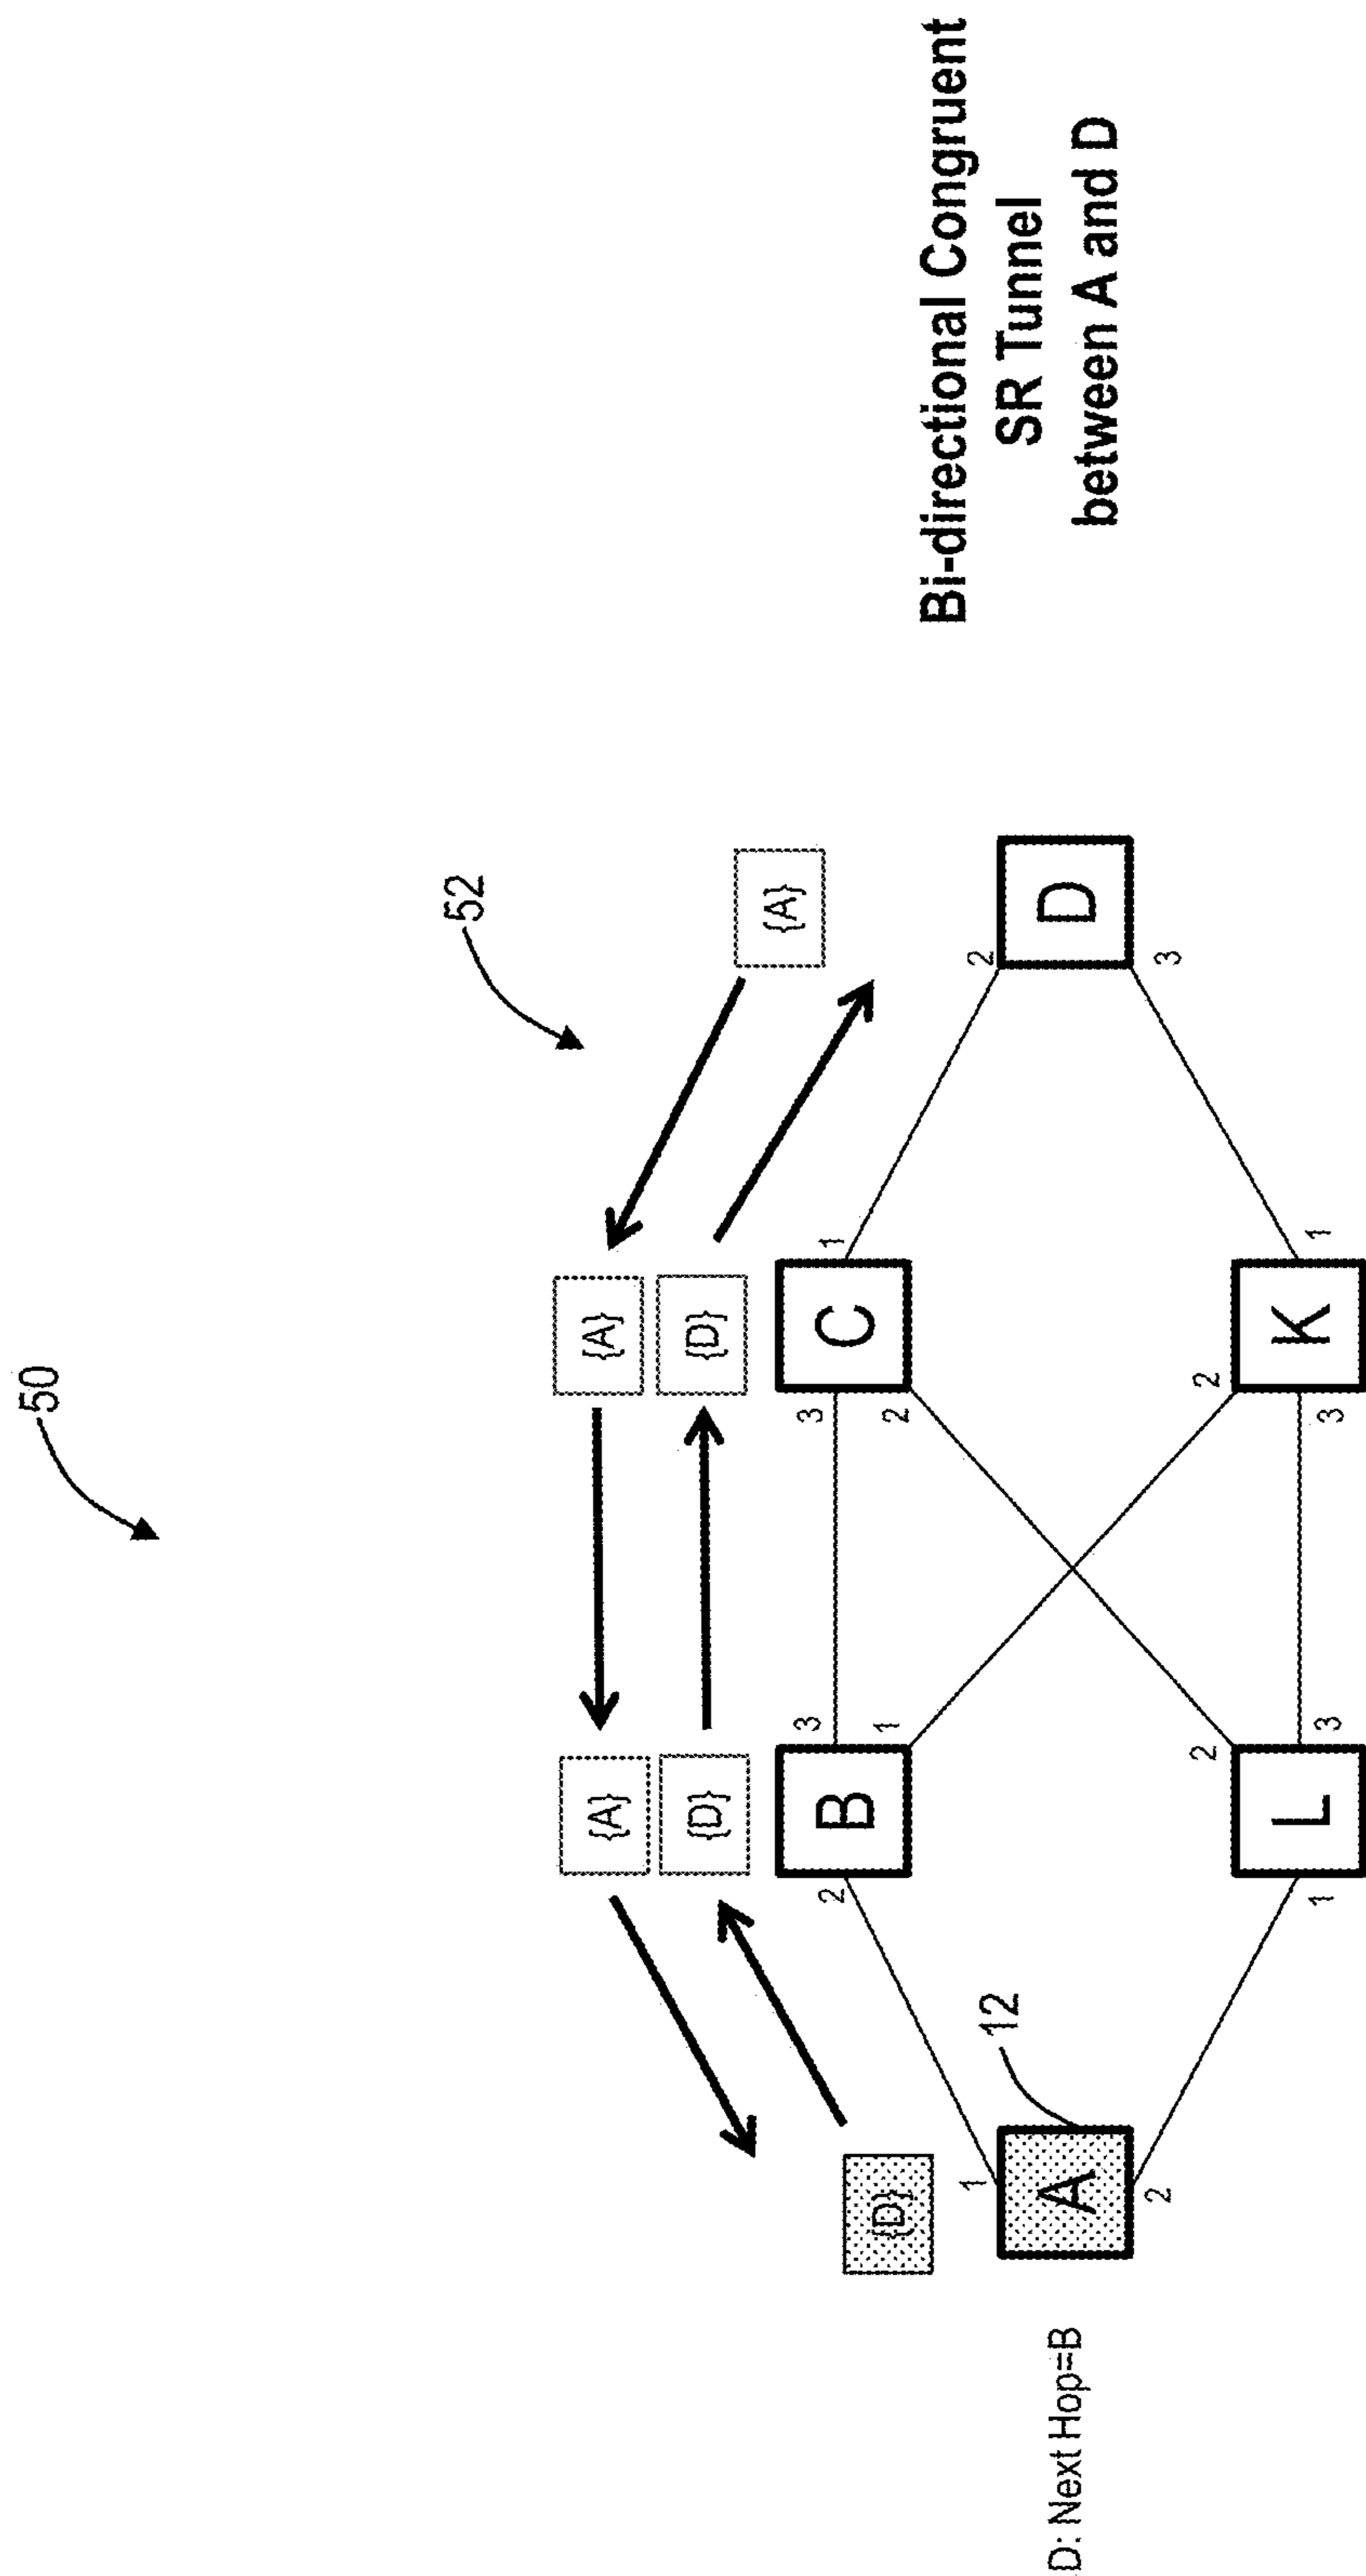 50
52
{A}
{A}
{D}
{D}
{A}
{D}
2
B
3
1
3
2
C
1
1
12
A
2
D: Next Hop=B
2
D
3
Bi-directional Congruent
SR Tunnel
between A and D
1
L
2
3
2
3
K
1